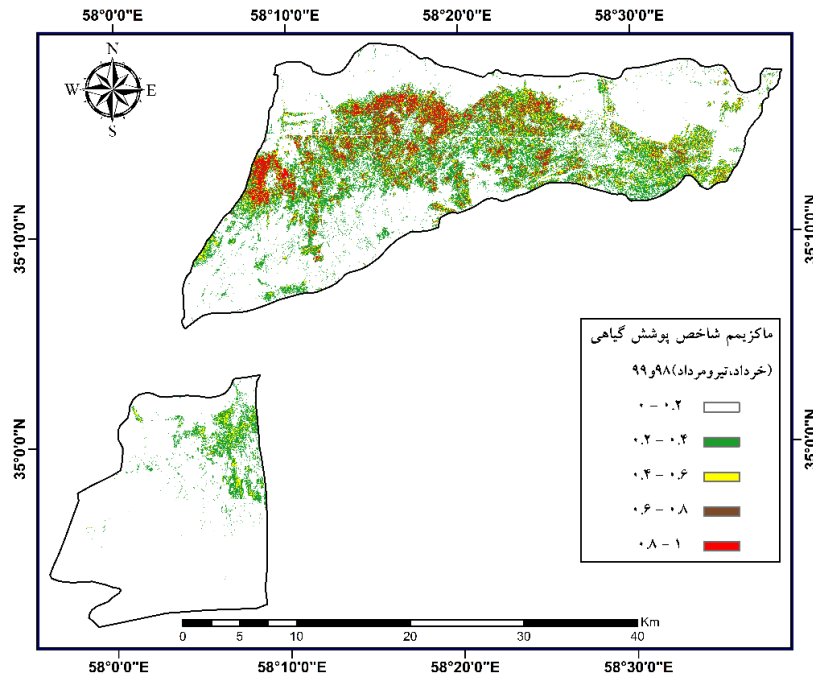 58°0'0"E 58°10'0"E 58°20'0"E 58°30'0"E
N
W E
S
35°10'0"N 35°10'0"N
35°0'0"N 35°0'0"N
ماکزیمم شاخص پوشش گیاهی
(خرداد،تیرومرداد)۹۸و۹۹
۰ – ۰.۲
۰.۲ – ۰.۴
۰.۴ – ۰.۶
۰.۶ – ۰.۸
۰.۸ – ۱
Km
0 5 10 20 30 40
58°0'0"E 58°10'0"E 58°20'0"E 58°30'0"E